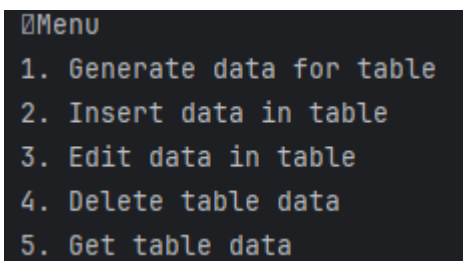 Menu
1. Generate data for table
2. Insert data in table
3. Edit data in table
4. Delete table data
5. Get table data